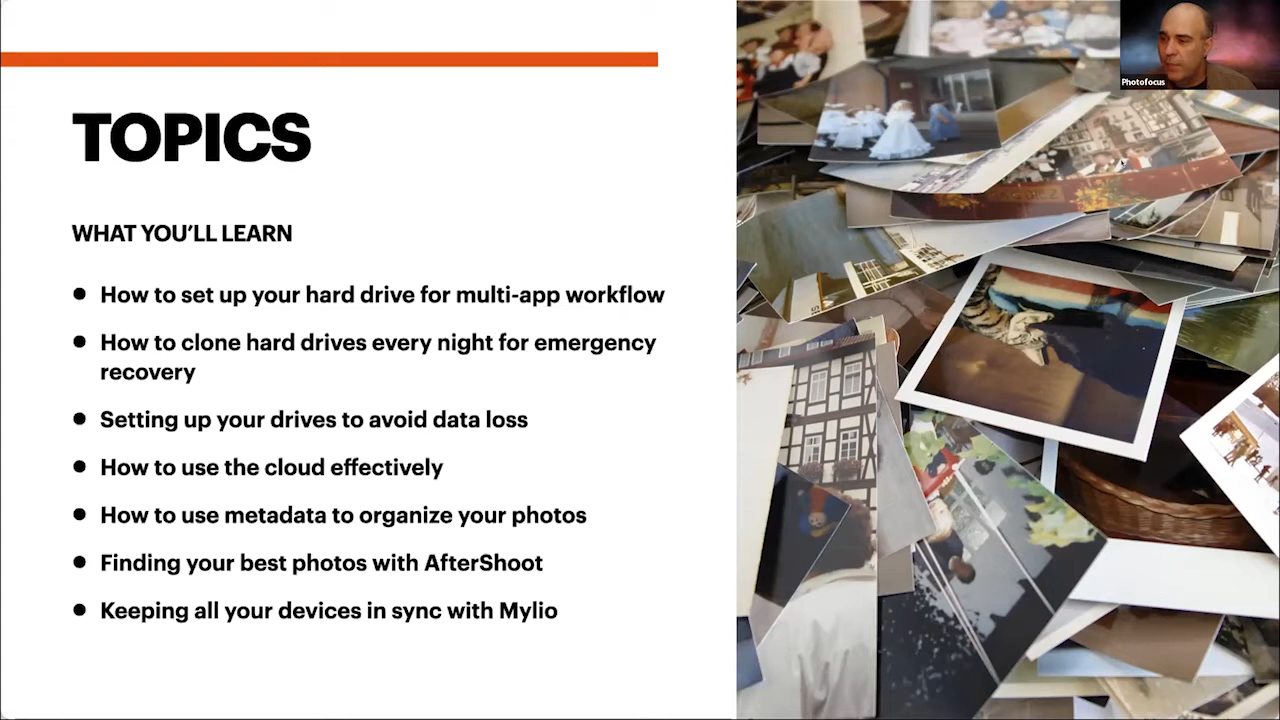 Photofocus
TOPICS
WHAT YOU'LL LEARN
● How to set up your hard drive for multi-app workflow
● How to clone hard drives every night for emergency
recovery
● Setting up your drives to avoid data loss
● How to use the cloud effectively
● How to use metadata to organize your photos
● Finding your best photos with AfterShoot
● Keeping all your devices in sync with Mylio